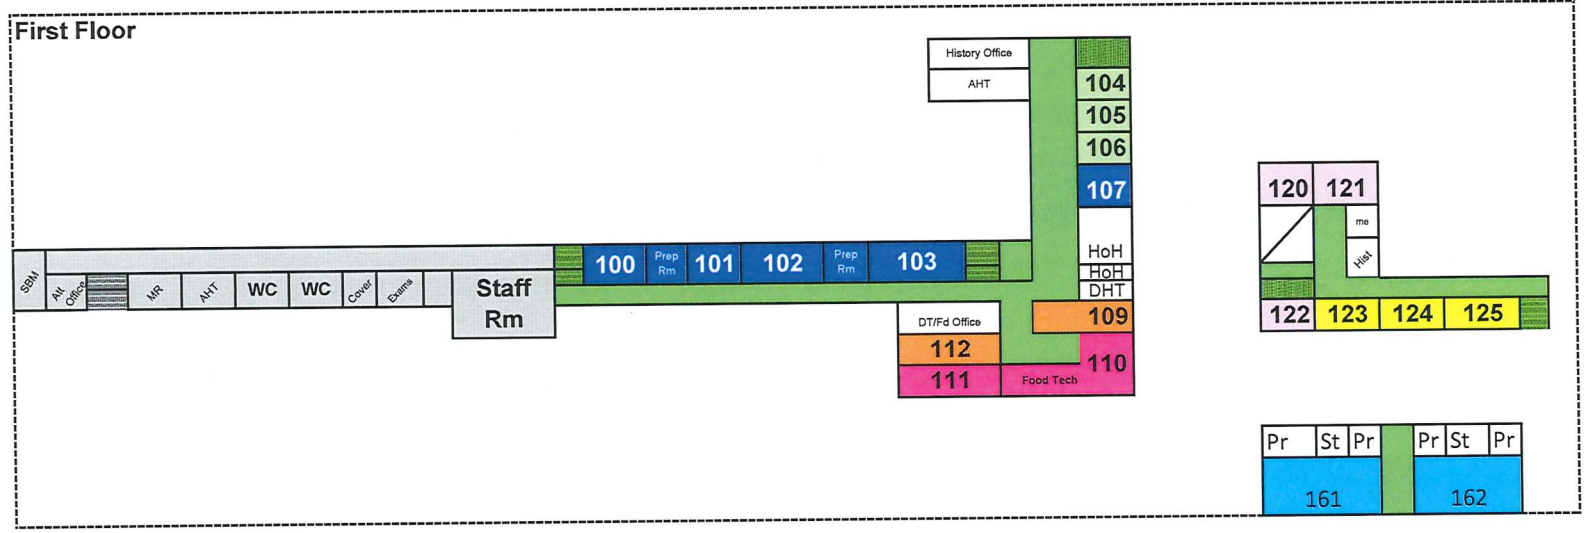 First Floor
History Office
AHT
104
105
106
107
HoH
HoH
DHT
109
110
Food Tech
DT/Fd Office
112
111
SBM
Att
Office
MR
AHT
WC
WC
Cover
Exams
Staff
Rm
100
Prep
Rm
101
102
Prep
Rm
103
120
121
me
Hist
122
123
124
125
Pr
St
Pr
Pr
St
Pr
161
162